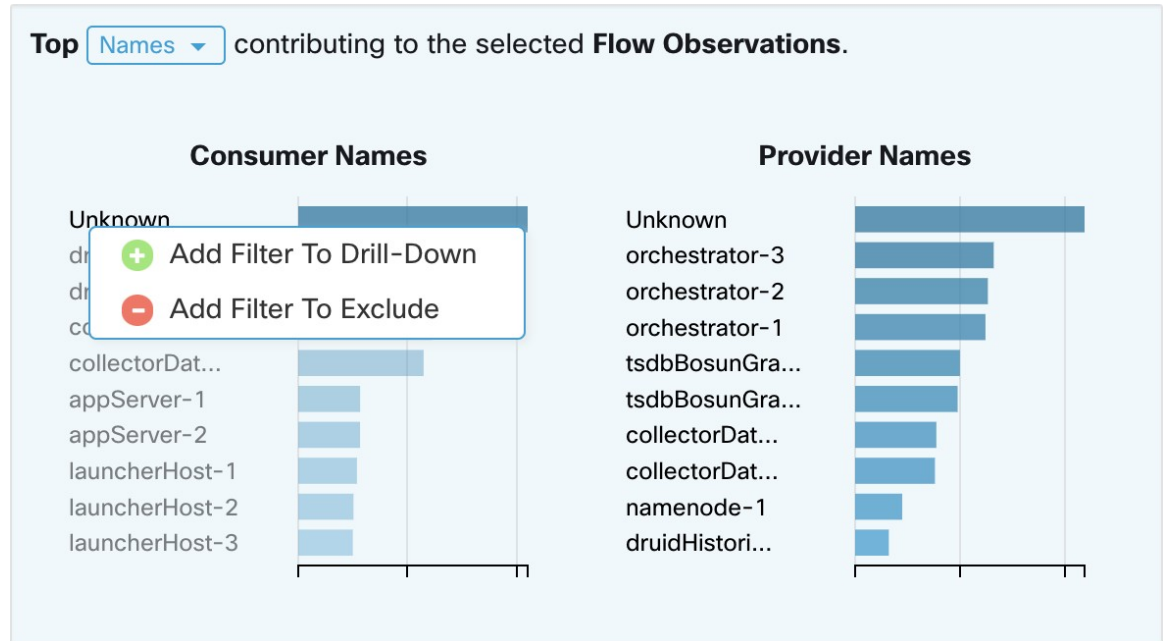 Top Names contributing to the selected Flow Observations.
Consumer Names
Unknown
Add Filter To Drill-Down
Add Filter To Exclude
collectorDat...
appServer-1
appServer-2
launcherHost-1
launcherHost-2
launcherHost-3
Provider Names
Unknown
orchestrator-3
orchestrator-2
orchestrator-1
tsdbBosunGra...
tsdbBosunGra...
collectorDat...
collectorDat...
namenode-1
druidHistori...